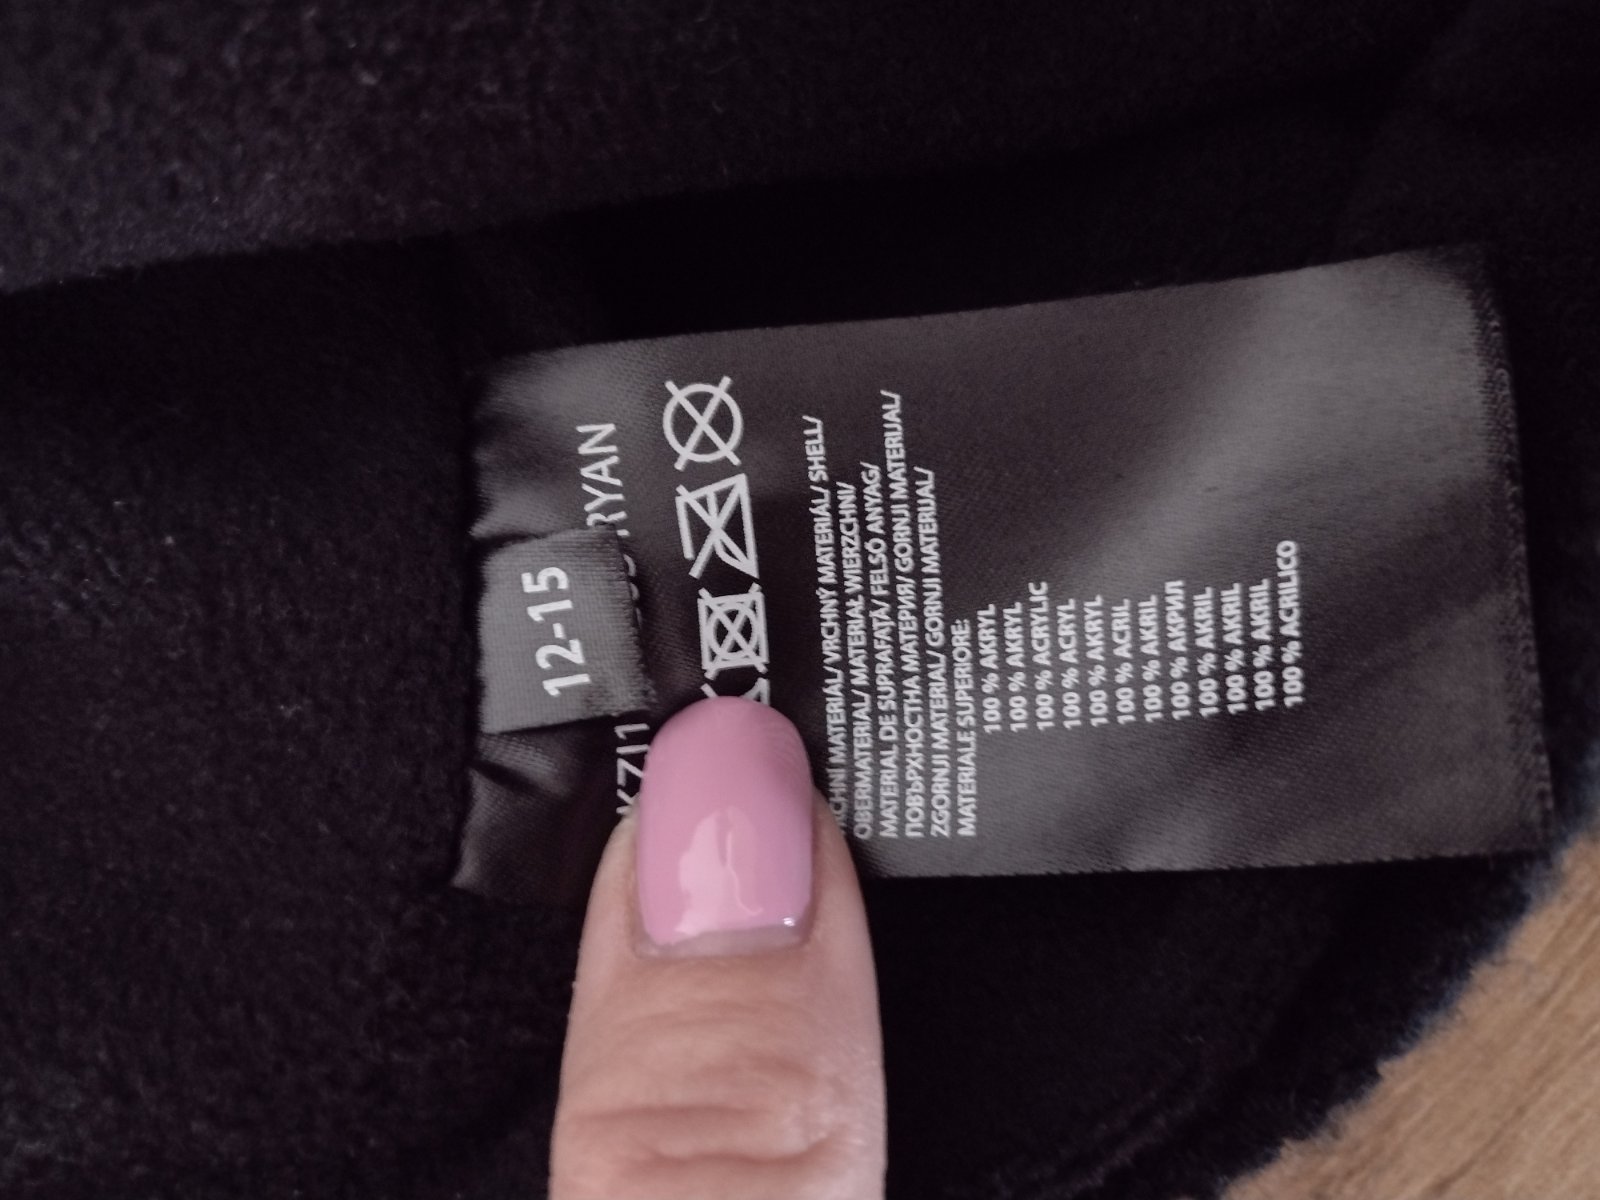 12-15
RYAN
KZJ1
MATERIÁL/ VRCHNÝ MATERIÁL/ SHELL/
OBERMATERIAL/ MATERIAŁ WIERZCHNI/
MATERIAL DE SUPRAFAȚĂ/ FELSŐ ANYAG/
ПОВЪРХНОСТНА МАТЕРИЯ/ GORNJI MATERIJAL/
ZGORNJI MATERIAL/ GORNJI MATERIJAL/
MATERIALE SUPERIORE:
100 % AKRYL
100 % AKRYL
100 % ACRYLIC
100 % ACRYL
100 % AKRYL
100 % ACRIL
100 % AKRIL
100 % АКРИЛ
100 % AKRIL
100 % AKRIL
100 % AKRIL
100 % ACRILICO